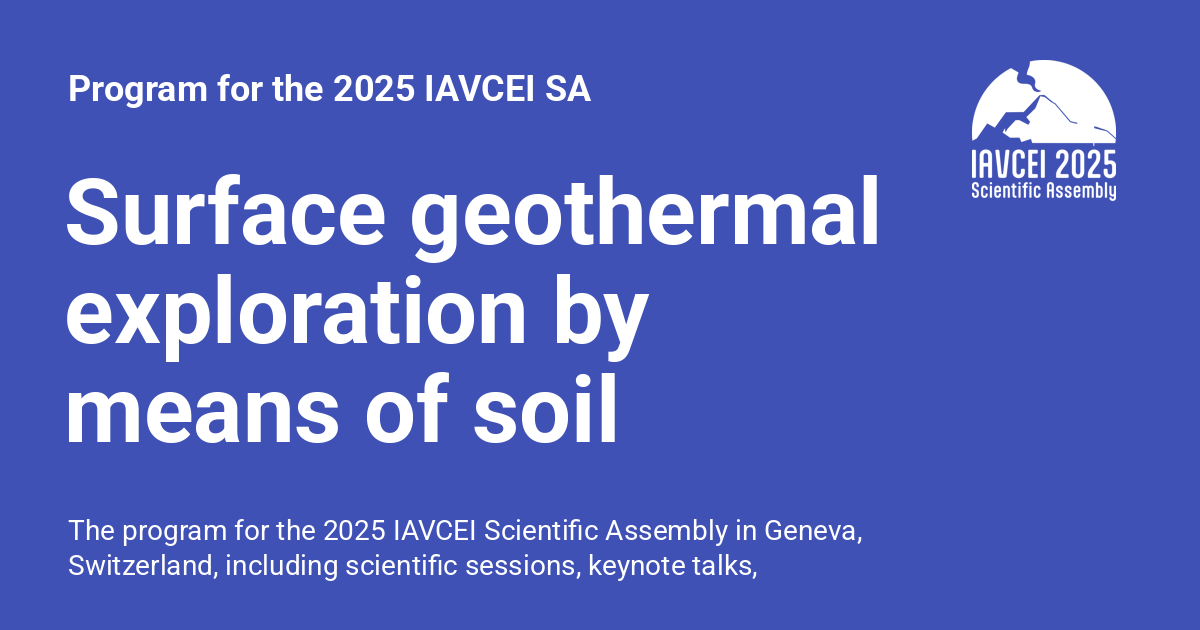 Program for the 2025 IAVCEI SA
IAVCEI 2025
Scientific Assembly
Surface geothermal
exploration by
means of soil
The program for the 2025 IAVCEI Scientific Assembly in Geneva,
Switzerland, including scientific sessions, keynote talks,